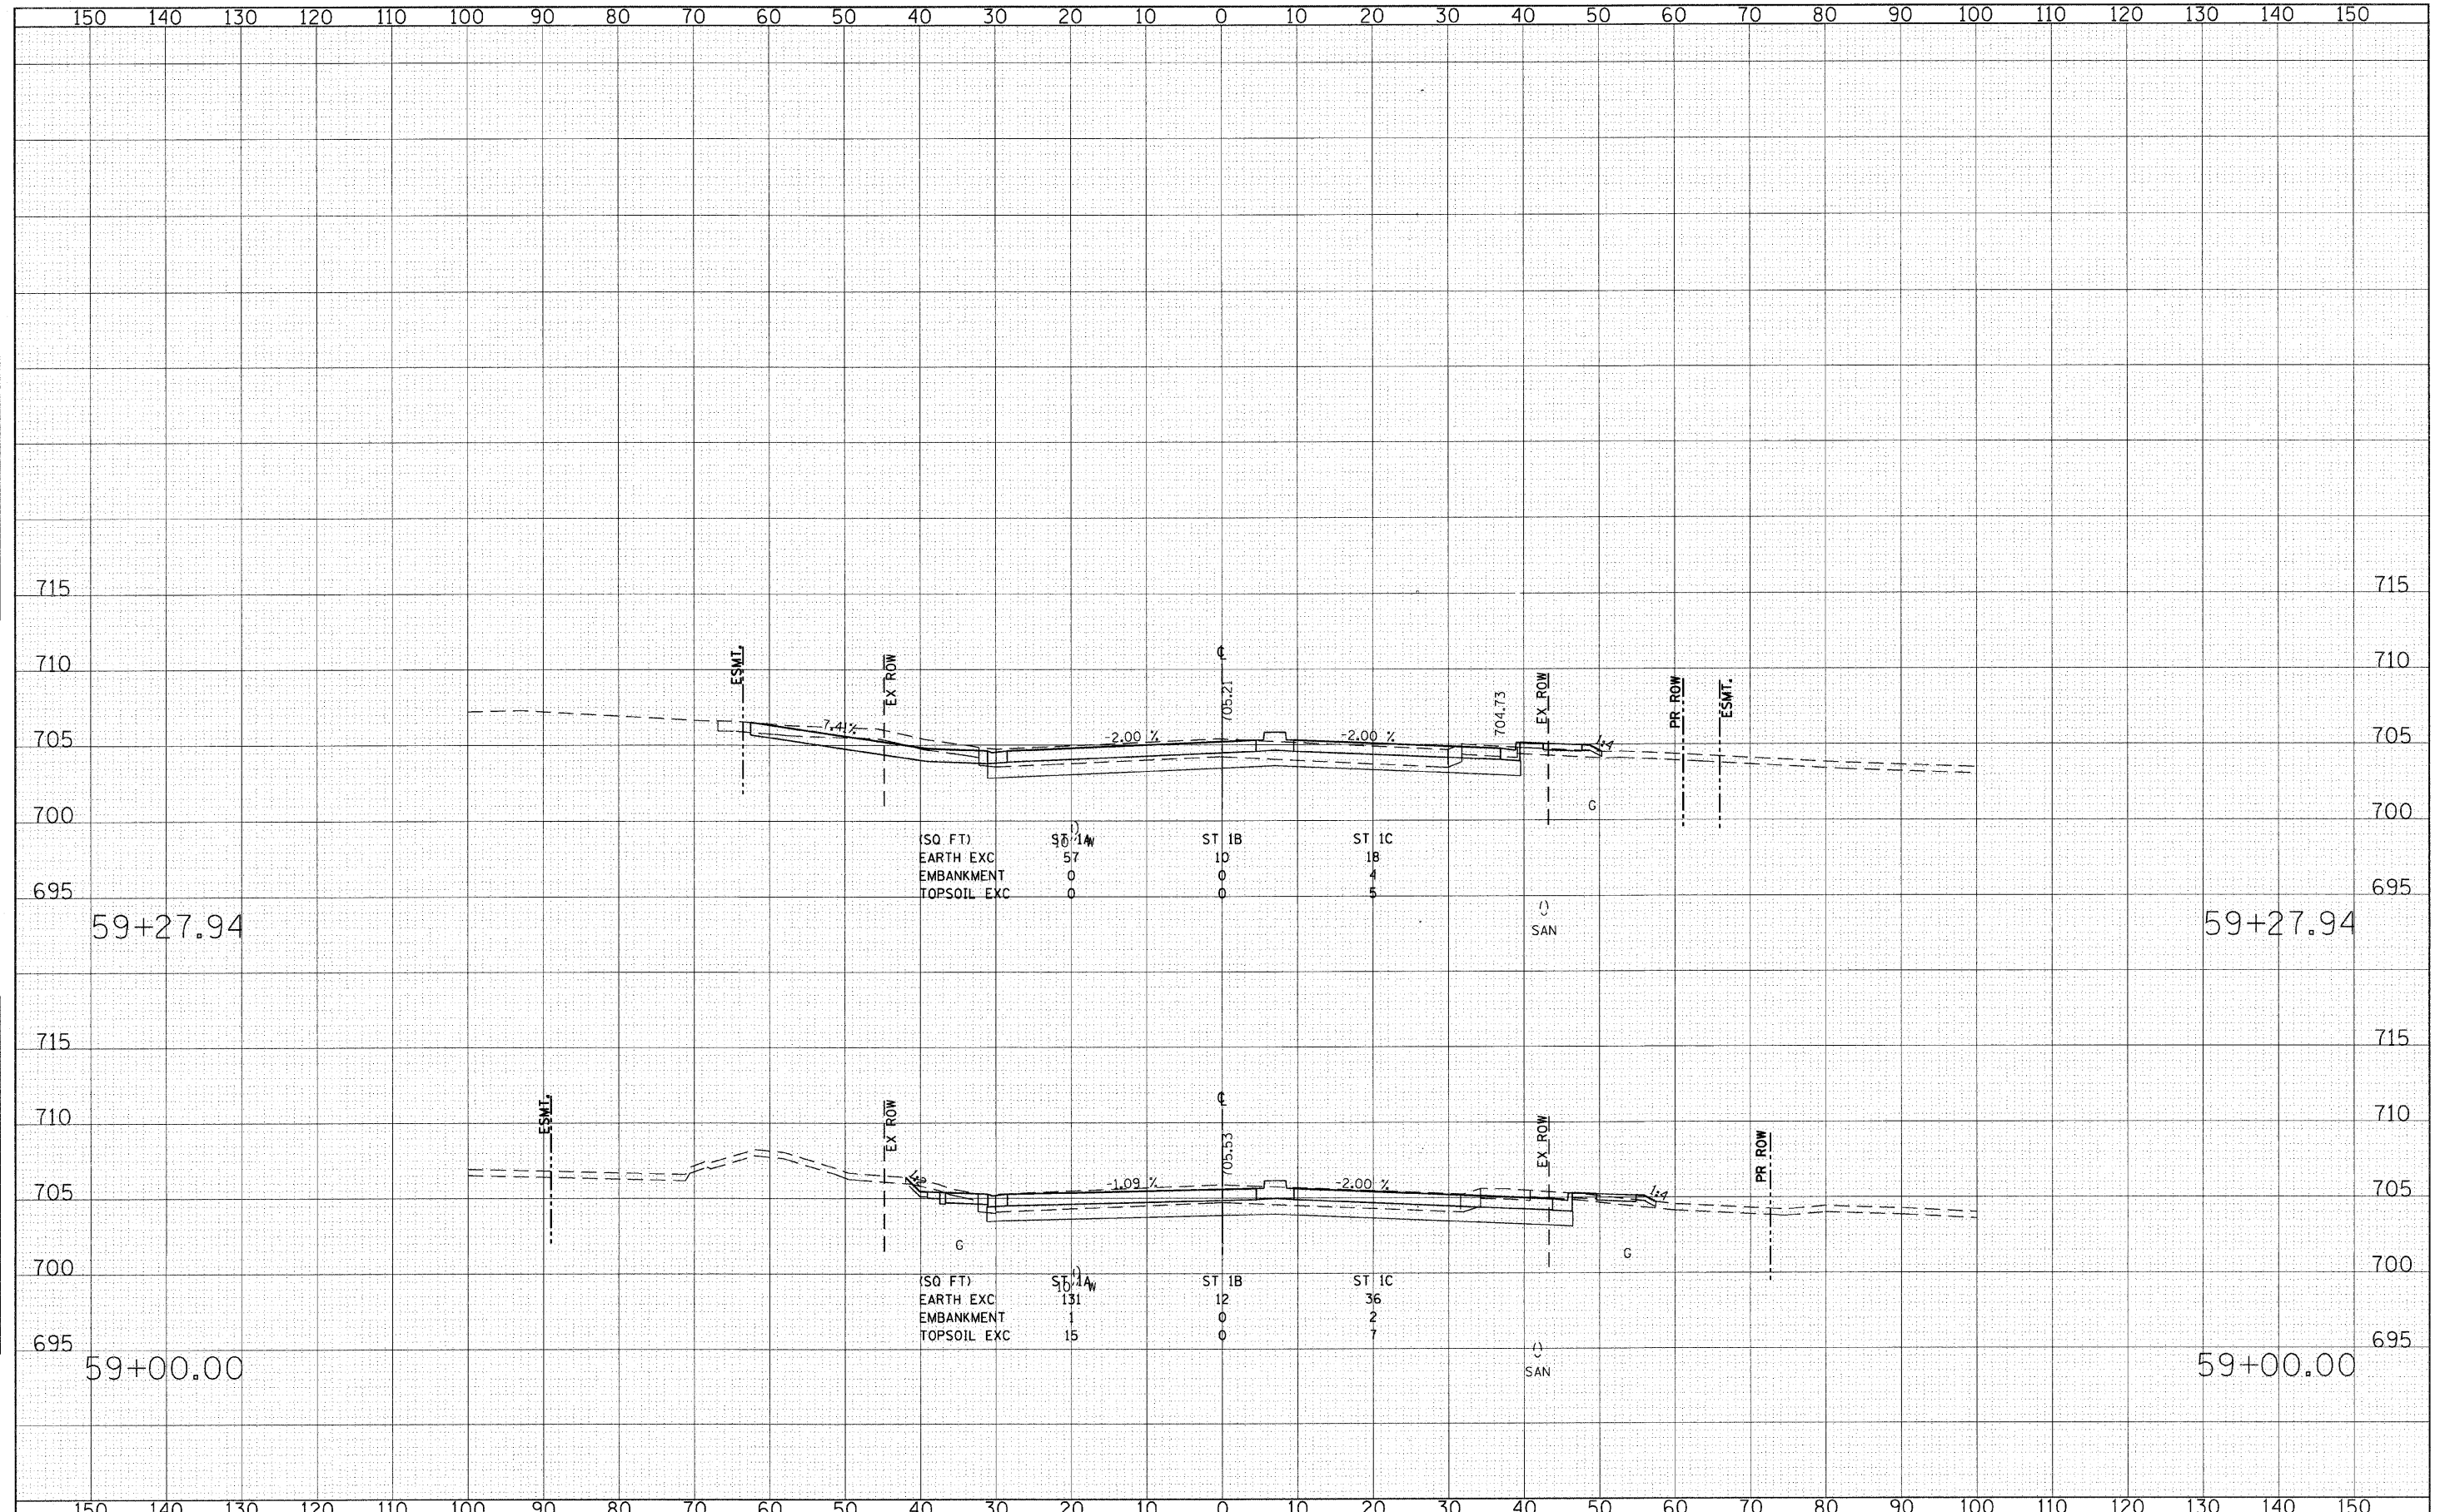 150 140 130 120 110 100 90 80 70 60 50 40 30 20 10 0 10 20 30 40 50 60 70 80 90 100 110 120 130 140 150
715 715
710 ESMT. EX ROW ℄ 705.21 704.73 EX ROW PR ROW ESMT. 710
705 7.41% -2.00 % -2.00 % 1:4 705
700 G 700
(SQ FT) ST 1A ST 1B ST 1C
10" W
EARTH EXC 57 10 18
EMBANKMENT 0 0 4
TOPSOIL EXC 0 0 5
695 695
59+27.94 SAN 59+27.94
715 715
710 ESMT. EX ROW ℄ 705.53 EX ROW PR ROW 710
705 -1.09 % -2.00 % 1:4 705
G G
700 700
(SQ FT) ST 1A ST 1B ST 1C
10" W
EARTH EXC 131 12 36
EMBANKMENT 1 0 2
TOPSOIL EXC 15 0 7
695 695
59+00.00 SAN 59+00.00
150 140 130 120 110 100 90 80 70 60 50 40 30 20 10 0 10 20 30 40 50 60 70 80 90 100 110 120 130 140 150